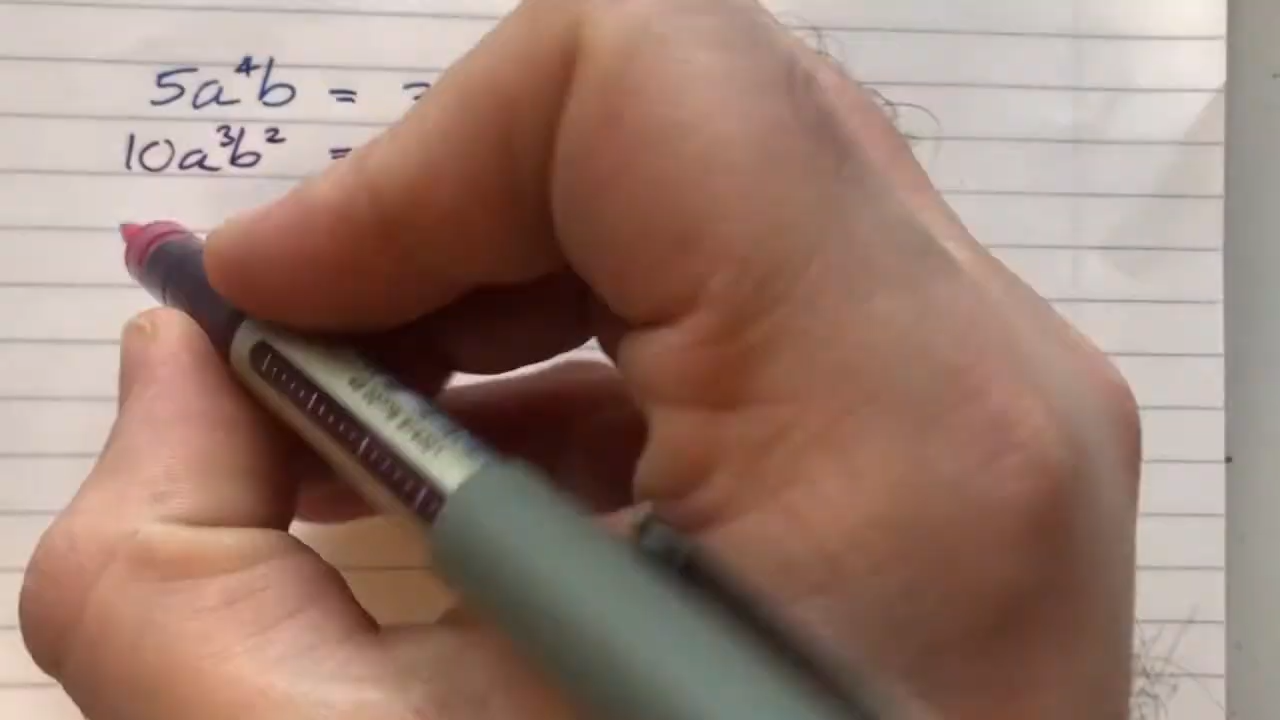 5a⁴b =
10a³b² =